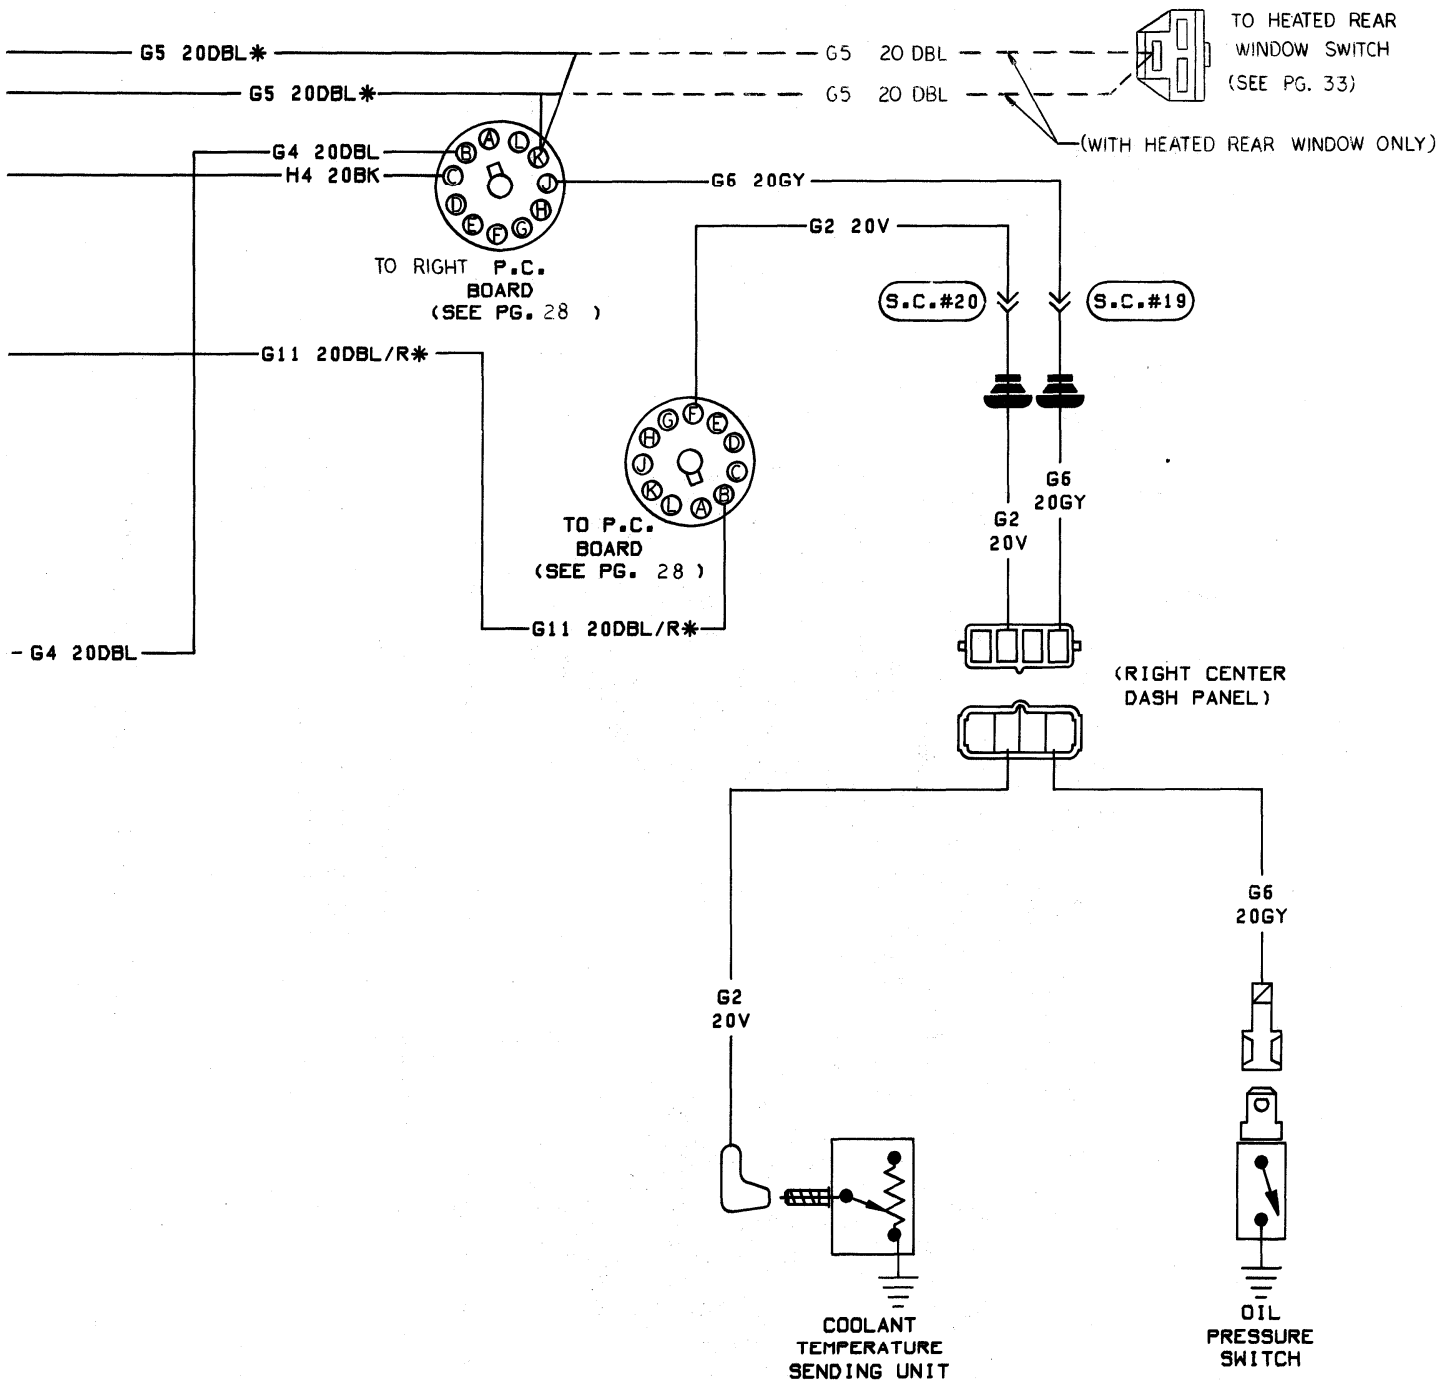 G5 20DBL*
G5 20 DBL
TO HEATED REAR
WINDOW SWITCH
(SEE PG. 33)
G5 20DBL*
G5 20 DBL
(WITH HEATED REAR WINDOW ONLY)
G4 20DBL
H4 20BK
A
B
C
D
E
F
G
H
J
K
L
G6 20GY
G2 20V
TO RIGHT P.C.
BOARD
(SEE PG. 28 )
S.C.#20
S.C.#19
G11 20DBL/R*
F
E
D
C
B
A
L
K
J
H
G
TO P.C.
BOARD
(SEE PG. 28 )
G6
20GY
G2
20V
G11 20DBL/R*
- G4 20DBL
(RIGHT CENTER
DASH PANEL)
G6
20GY
G2
20V
COOLANT
TEMPERATURE
SENDING UNIT
OIL
PRESSURE
SWITCH